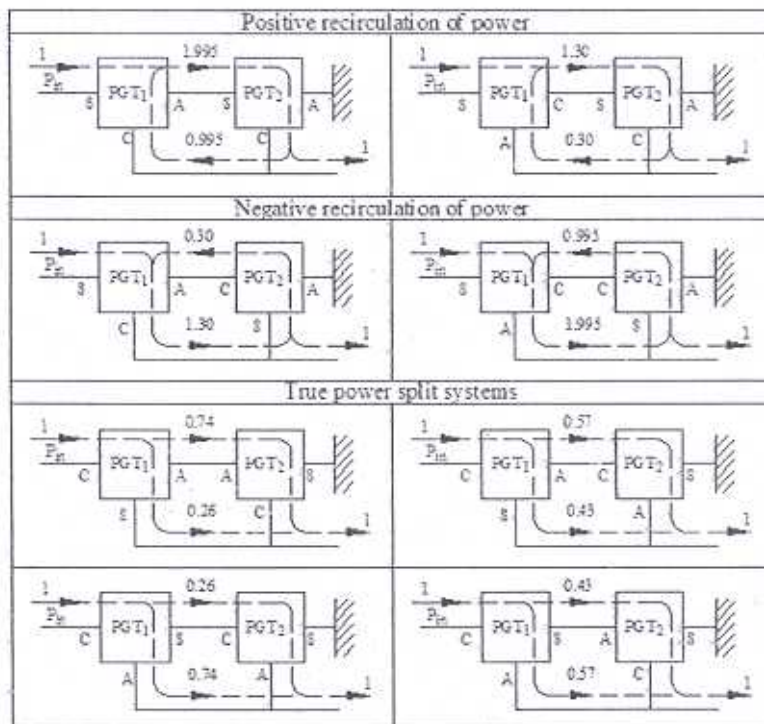 Positive recirculation of power
1 1.995
P_in PGT₁ PGT₂
S A S A
C C
0.995 1
1 1.30
P_in PGT₁ PGT₂
S C S A
A C
0.30 1
Negative recirculation of power
1 0.30
P_in PGT₁ PGT₂
S A C A
C S
1.30 1
1 0.995
P_in PGT₁ PGT₂
S C C A
A S
1.995 1
True power split systems
1 0.74
P_in PGT₁ PGT₂
C A A S
S C
0.26 1
1 0.57
P_in PGT₁ PGT₂
C A C S
S A
0.43 1
1 0.26
P_in PGT₁ PGT₂
C S C S
A A
0.74 1
1 0.43
P_in PGT₁ PGT₂
C S A S
A C
0.57 1